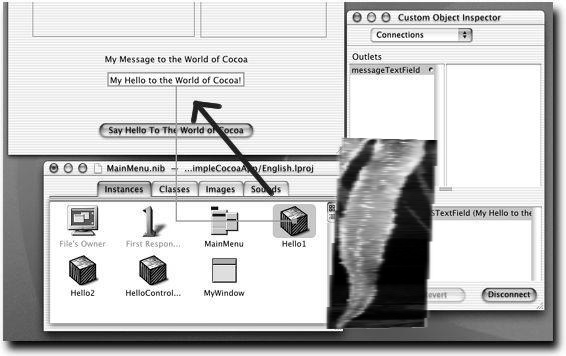 Custom Object Inspector
Connections
Outlets
messageTextField
My Message to the World of Cocoa
My Hello to the World of Cocoa!
Say Hello To The World of Cocoa
MainMenu.nib — ...impleCocoaApp/English.lproj
Instances Classes Images Sounds
File's Owner First Respon... MainMenu Hello1
Hello2 HelloControl... MyWindow
STextField (My Hello to the
Revert Disconnect